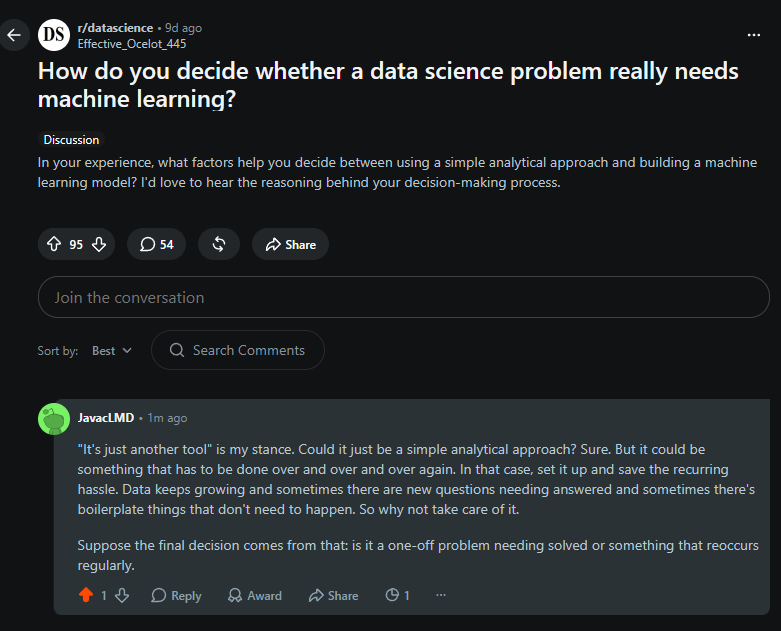 DS r/datascience • 9d ago
Effective_Ocelot_445
How do you decide whether a data science problem really needs
machine learning?
Discussion
In your experience, what factors help you decide between using a simple analytical approach and building a machine
learning model? I'd love to hear the reasoning behind your decision-making process.
95 54 Share
Join the conversation
Sort by: Best Search Comments
JavacLMD • 1m ago
"It's just another tool" is my stance. Could it just be a simple analytical approach? Sure. But it could be
something that has to be done over and over and over again. In that case, set it up and save the recurring
hassle. Data keeps growing and sometimes there are new questions needing answered and sometimes there's
boilerplate things that don't need to happen. So why not take care of it.
Suppose the final decision comes from that: is it a one-off problem needing solved or something that reoccurs
regularly.
1 Reply Award Share 1 ...